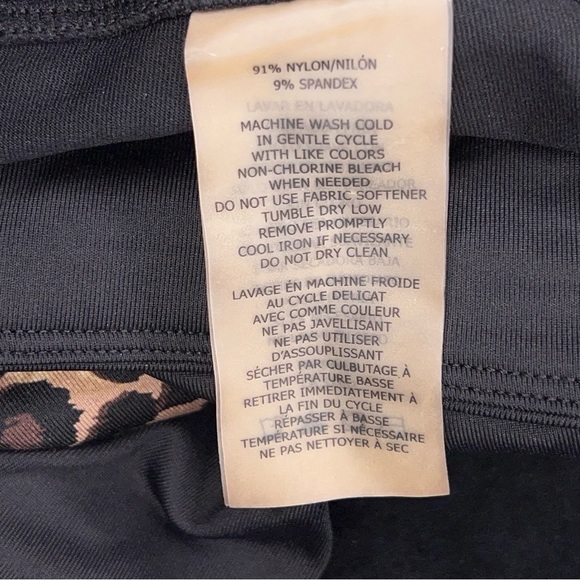 91% NYLON/NILÓN
9% SPANDEX
LAVAR EN LAVADORA
MACHINE WASH COLD
IN GENTLE CYCLE
WITH LIKE COLORS
NON-CHLORINE BLEACH
WHEN NEEDED
DO NOT USE FABRIC SOFTENER
TUMBLE DRY LOW
REMOVE PROMPTLY
COOL IRON IF NECESSARY
DO NOT DRY CLEAN
LAVAGE EN MACHINE FROIDE
AU CYCLE DELICAT
AVEC COMME COULEUR
NE PAS JAVELLISANT
NE PAS UTILISER
D'ASSOUPLISSANT
SÉCHER PAR CULBUTAGE À
TEMPÉRATURE BASSE
RETIRER IMMÉDIATEMENT À
LA FIN DU CYCLE
RÉPASSER À BASSE
TEMPÉRATURE SI NÉCESSAIRE
NE PAS NETTOYER À SEC